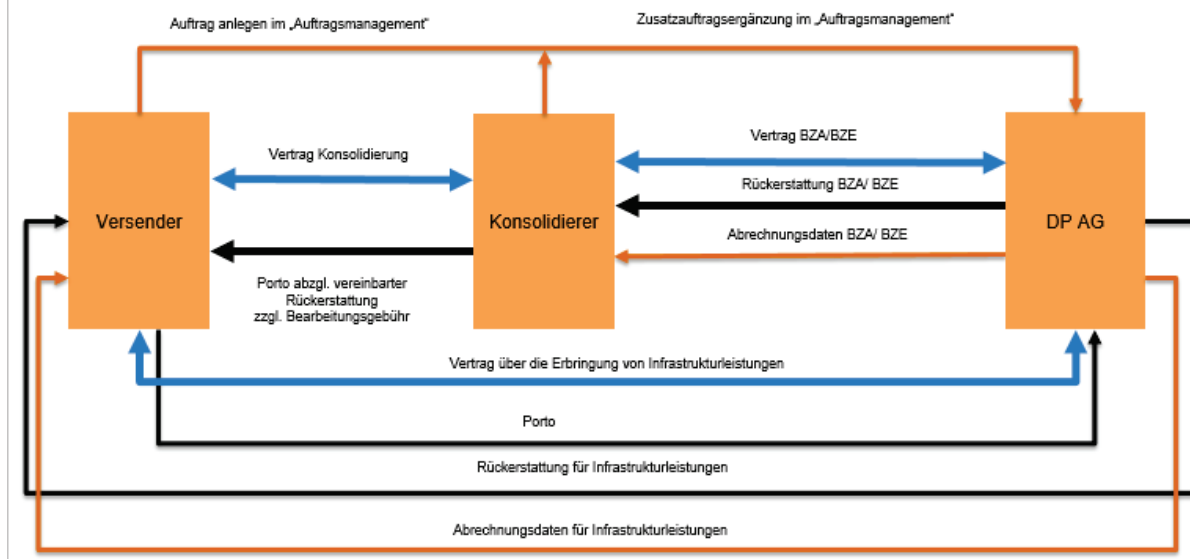 Auftrag anlegen im „Auftragsmanagement“
Zusatzauftragsergänzung im „Auftragsmanagement‘
Vertrag Konsolidierung
Vertrag BZA/BZE
Rückerstattung BZA/ BZE
Versender
Konsolidierer
DP AG
Abrechnungsdaten BZA/ BZE
Porto abzgl. vereinbarter
Rückerstattung
zzgl. Bearbeitungsgebühr
Vertrag über die Erbringung von Infrastrukturleistungen
Porto
Rückerstattung für Infrastrukturleistungen
Abrechnungsdaten für Infrastrukturleistungen